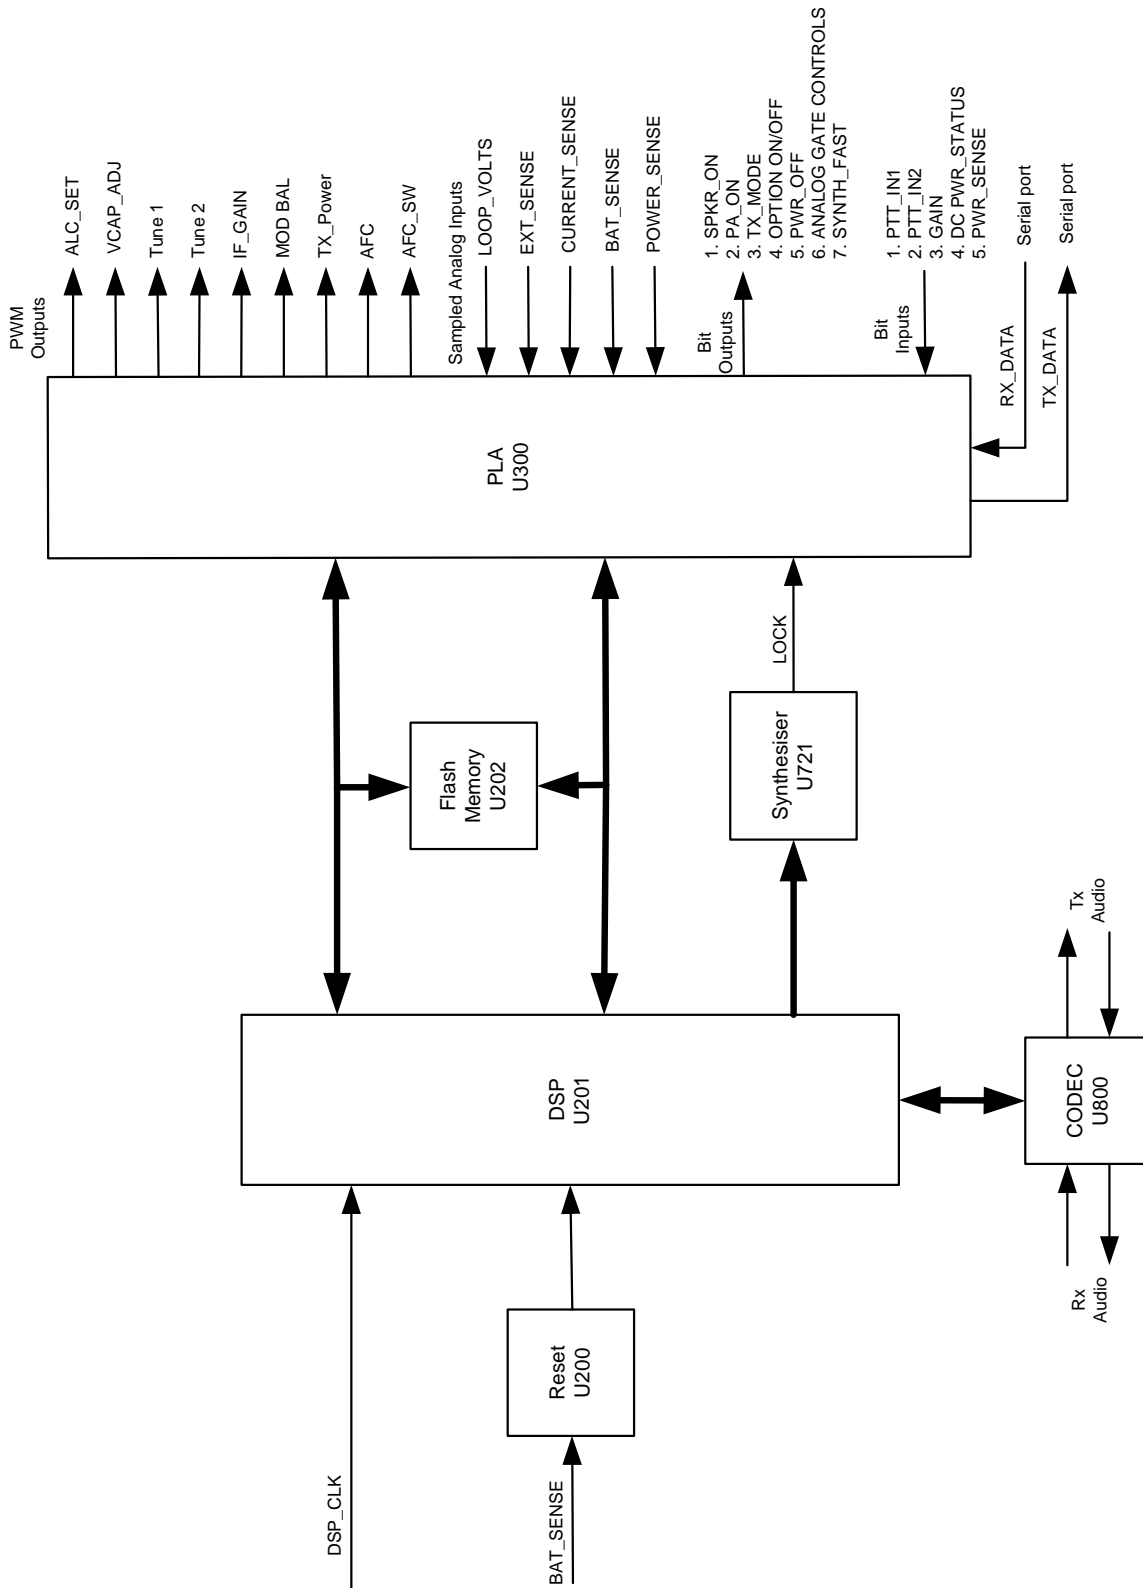 PWM
Outputs
ALC_SET
VCAP_ADJ
Tune 1
Tune 2
IF_GAIN
MOD BAL
TX_Power
AFC
AFC_SW
Sampled Analog Inputs
LOOP_VOLTS
EXT_SENSE
CURRENT_SENSE
BAT_SENSE
POWER_SENSE
Bit
Outputs
1. SPKR_ON
2. PA_ON
3. TX_MODE
4. OPTION ON/OFF
5. PWR_OFF
6. ANALOG GATE CONTROLS
7. SYNTH_FAST
Bit
Inputs
1. PTT_IN1
2. PTT_IN2
3. GAIN
4. DC PWR_STATUS
5. PWR_SENSE
RX_DATA
Serial port
TX_DATA
Serial port
PLA
U300
Flash
Memory
U202
LOCK
Synthesiser
U721
DSP
U201
Tx
Audio
CODEC
U800
Rx
Audio
Reset
U200
DSP_CLK
BAT_SENSE